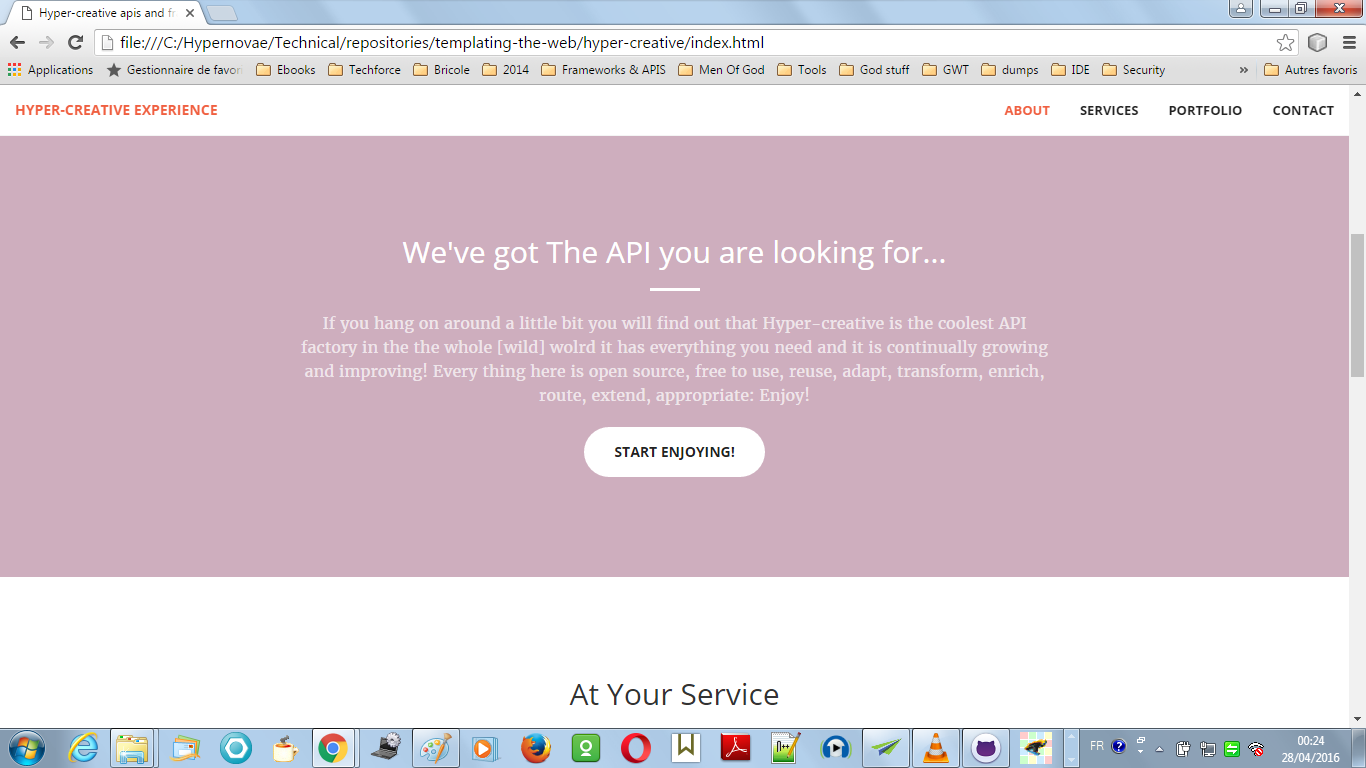 Hyper-creative apis and fr
file:///C:/Hypernovae/Technical/repositories/templating-the-web/hyper-creative/index.html
Applications Gestionnaire de favori Ebooks Techforce Bricole 2014 Frameworks & APIS Men Of God Tools God stuff GWT dumps IDE Security » Autres favoris
HYPER-CREATIVE EXPERIENCE ABOUT SERVICES PORTFOLIO CONTACT
We've got The API you are looking for...
If you hang on around a little bit you will find out that Hyper-creative is the coolest API
factory in the the whole [wild] wolrd it has everything you need and it is continually growing
and improving! Every thing here is open source, free to use, reuse, adapt, transform, enrich,
route, extend, appropriate: Enjoy!
START ENJOYING!
At Your Service
FR 00:24
28/04/2016